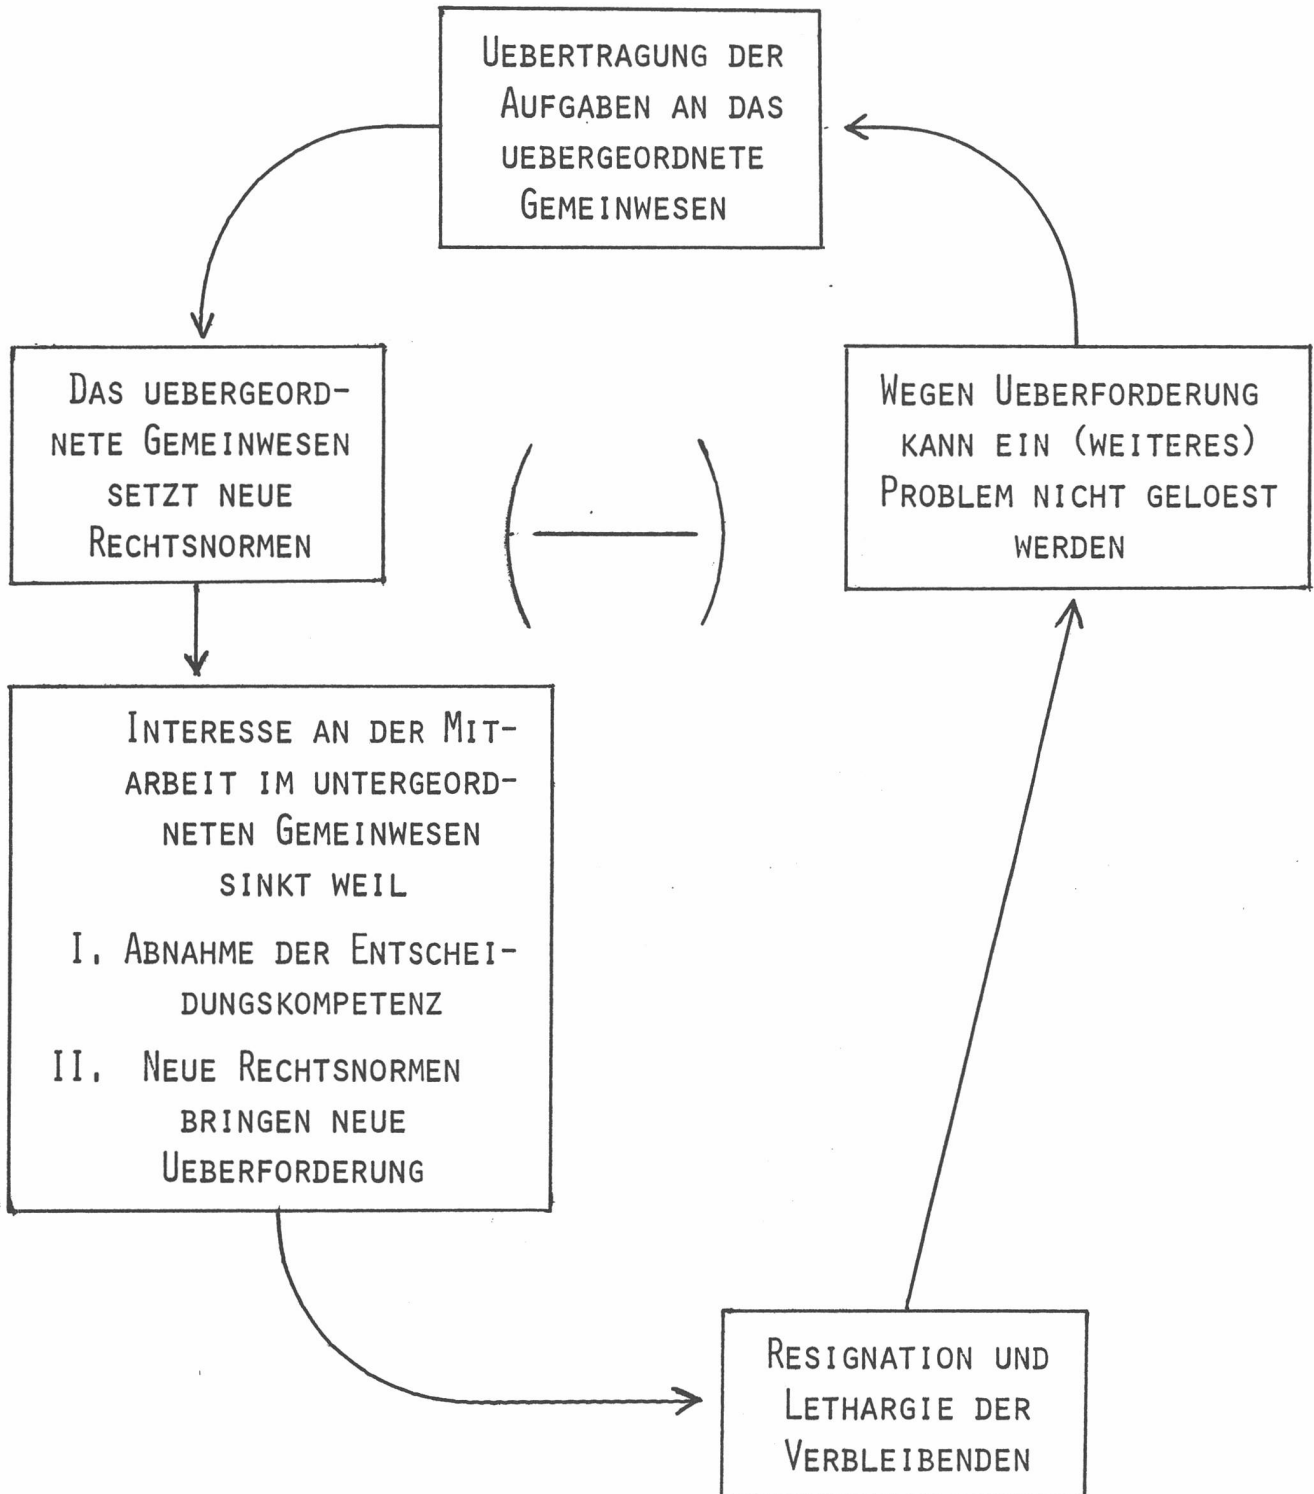 UEBERTRAGUNG DER
AUFGABEN AN DAS
UEBERGEORDNETE
GEMEINWESEN
DAS UEBERGEORD-
NETE GEMEINWESEN
SETZT NEUE
RECHTSNORMEN
WEGEN UEBERFORDERUNG
KANN EIN (WEITERES)
PROBLEM NICHT GELOEST
WERDEN
(—)
INTERESSE AN DER MIT-
ARBEIT IM UNTERGEORD-
NETEN GEMEINWESEN
SINKT WEIL
I. ABNAHME DER ENTSCHEI-
DUNGSKOMPETENZ
II. NEUE RECHTSNORMEN
BRINGEN NEUE
UEBERFORDERUNG
RESIGNATION UND
LETHARGIE DER
VERBLEIBENDEN